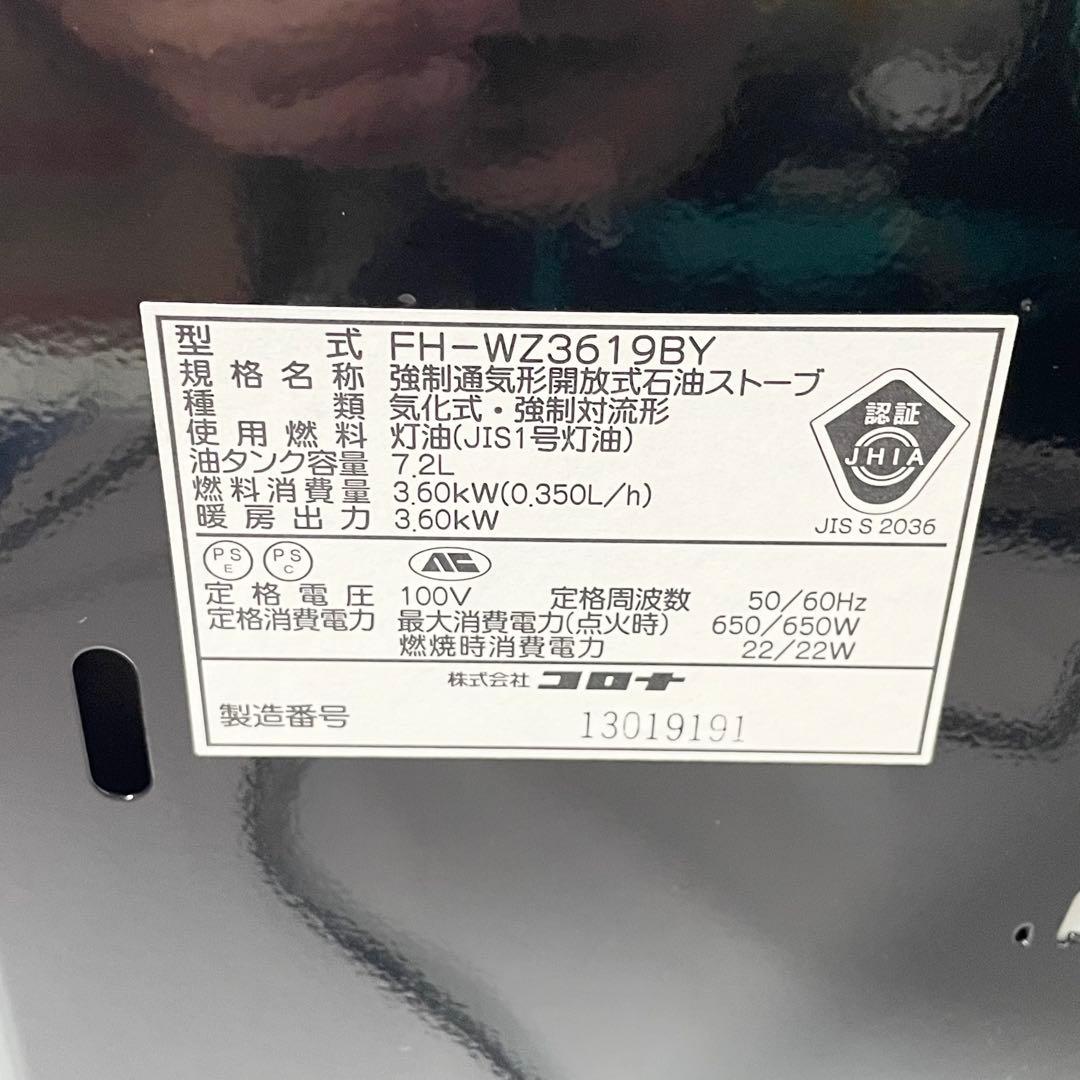 型式 FH-WZ3619BY
規格名称 強制通気形開放式石油ストーブ
種類 気化式・強制対流形
使用燃料 灯油(JIS1号灯油)
油タンク容量 7.2L
燃料消費量 3.60kW(0.350L/h)
暖房出力 3.60kW
認証
JHIA
JIS S 2036
PS E PS C
定格電圧 100V 定格周波数 50/60Hz
定格消費電力 最大消費電力(点火時) 650/650W
燃焼時消費電力 22/22W
株式会社 コロナ
製造番号 13019191